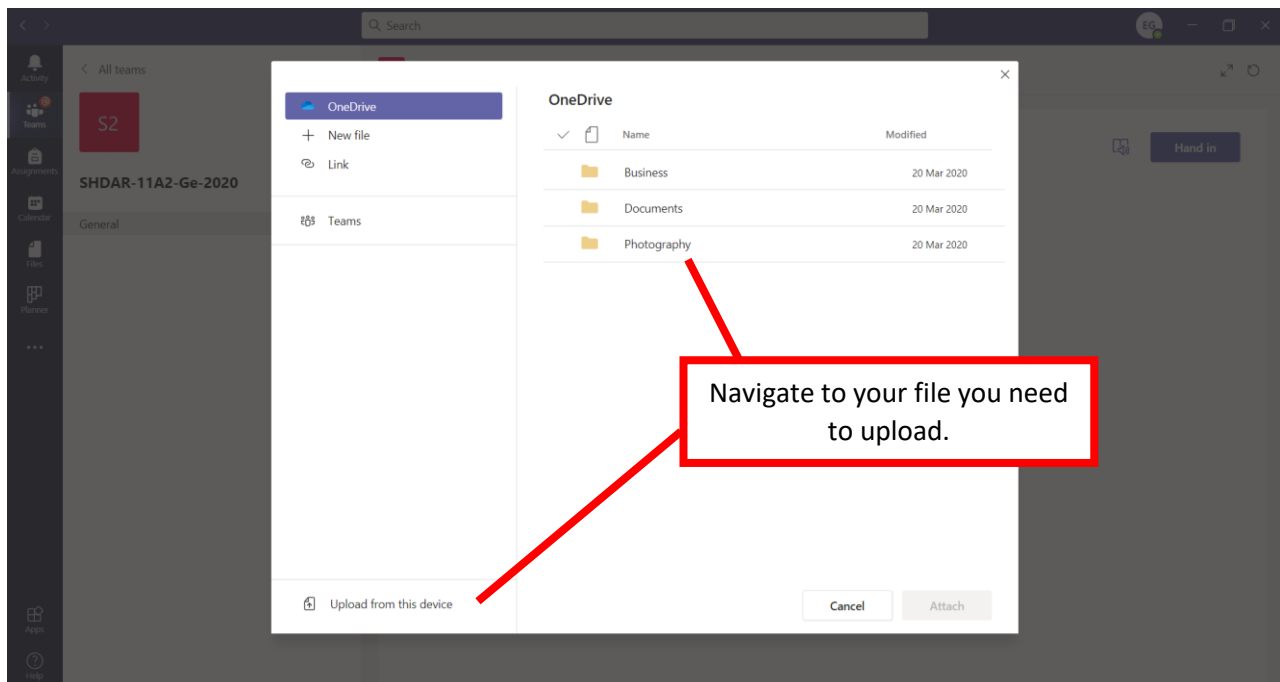 Search
EG
Activity
Teams
Assignments
Calendar
Files
Planner
Apps
Help
All teams
S2
SHDAR-11A2-Ge-2020
General
Hand in
OneDrive
New file
Link
Teams
Upload from this device
OneDrive
Name Modified
Business 20 Mar 2020
Documents 20 Mar 2020
Photography 20 Mar 2020
Navigate to your file you need
to upload.
Cancel Attach